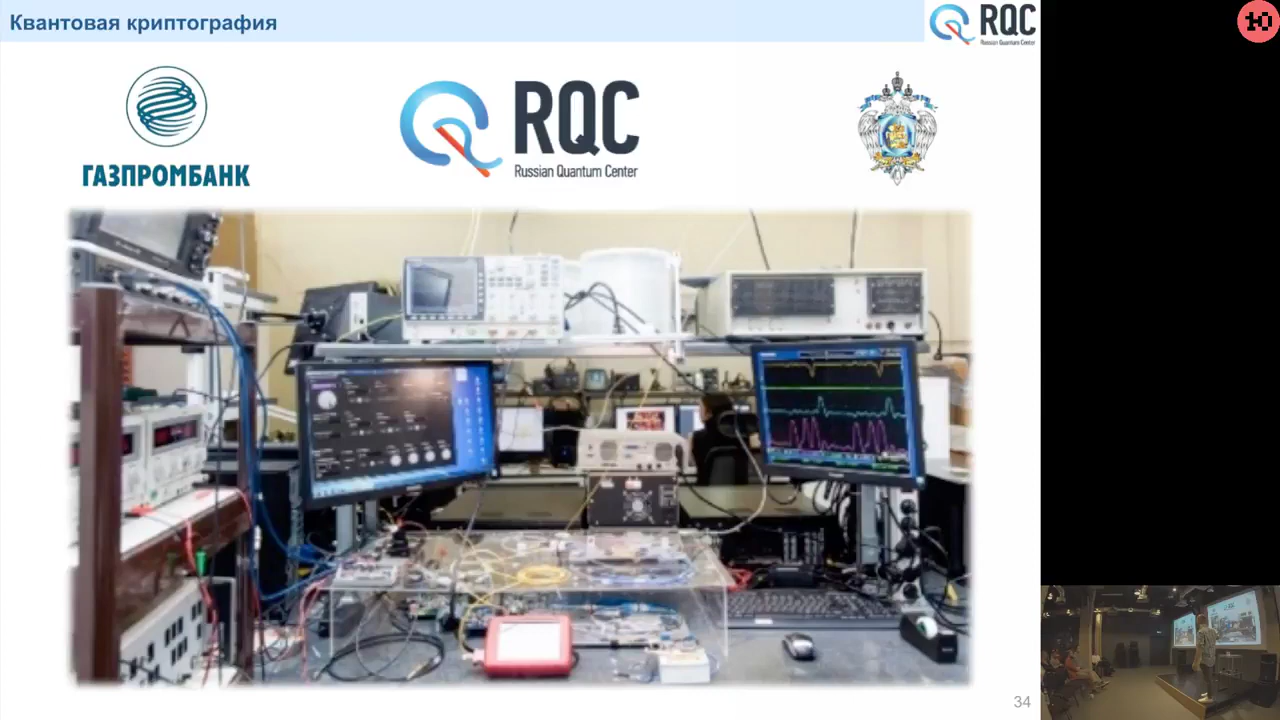 Квантовая криптография
RQC
Russian Quantum Center
Ю
ГАЗПРОМБАНК
RQC
Russian Quantum Center
34